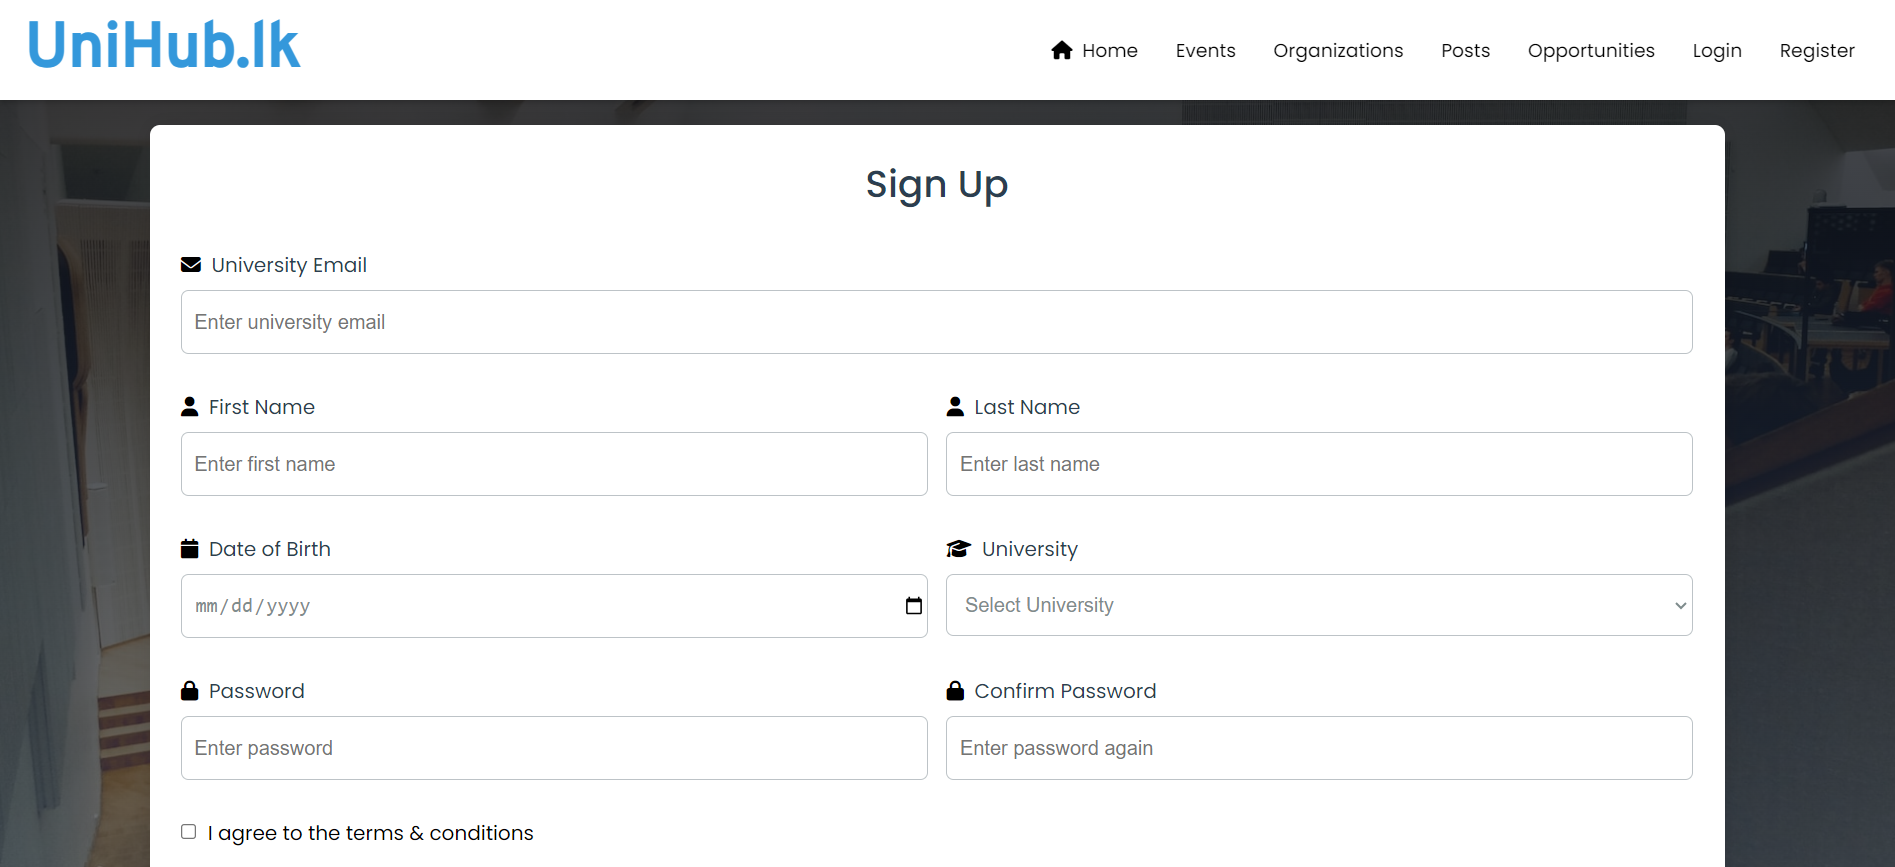 UniHub.lk
Home Events Organizations Posts Opportunities Login Register
Sign Up
University Email
Enter university email
First Name Last Name
Enter first name Enter last name
Date of Birth University
mm/dd/yyyy Select University
Password Confirm Password
Enter password Enter password again
I agree to the terms & conditions